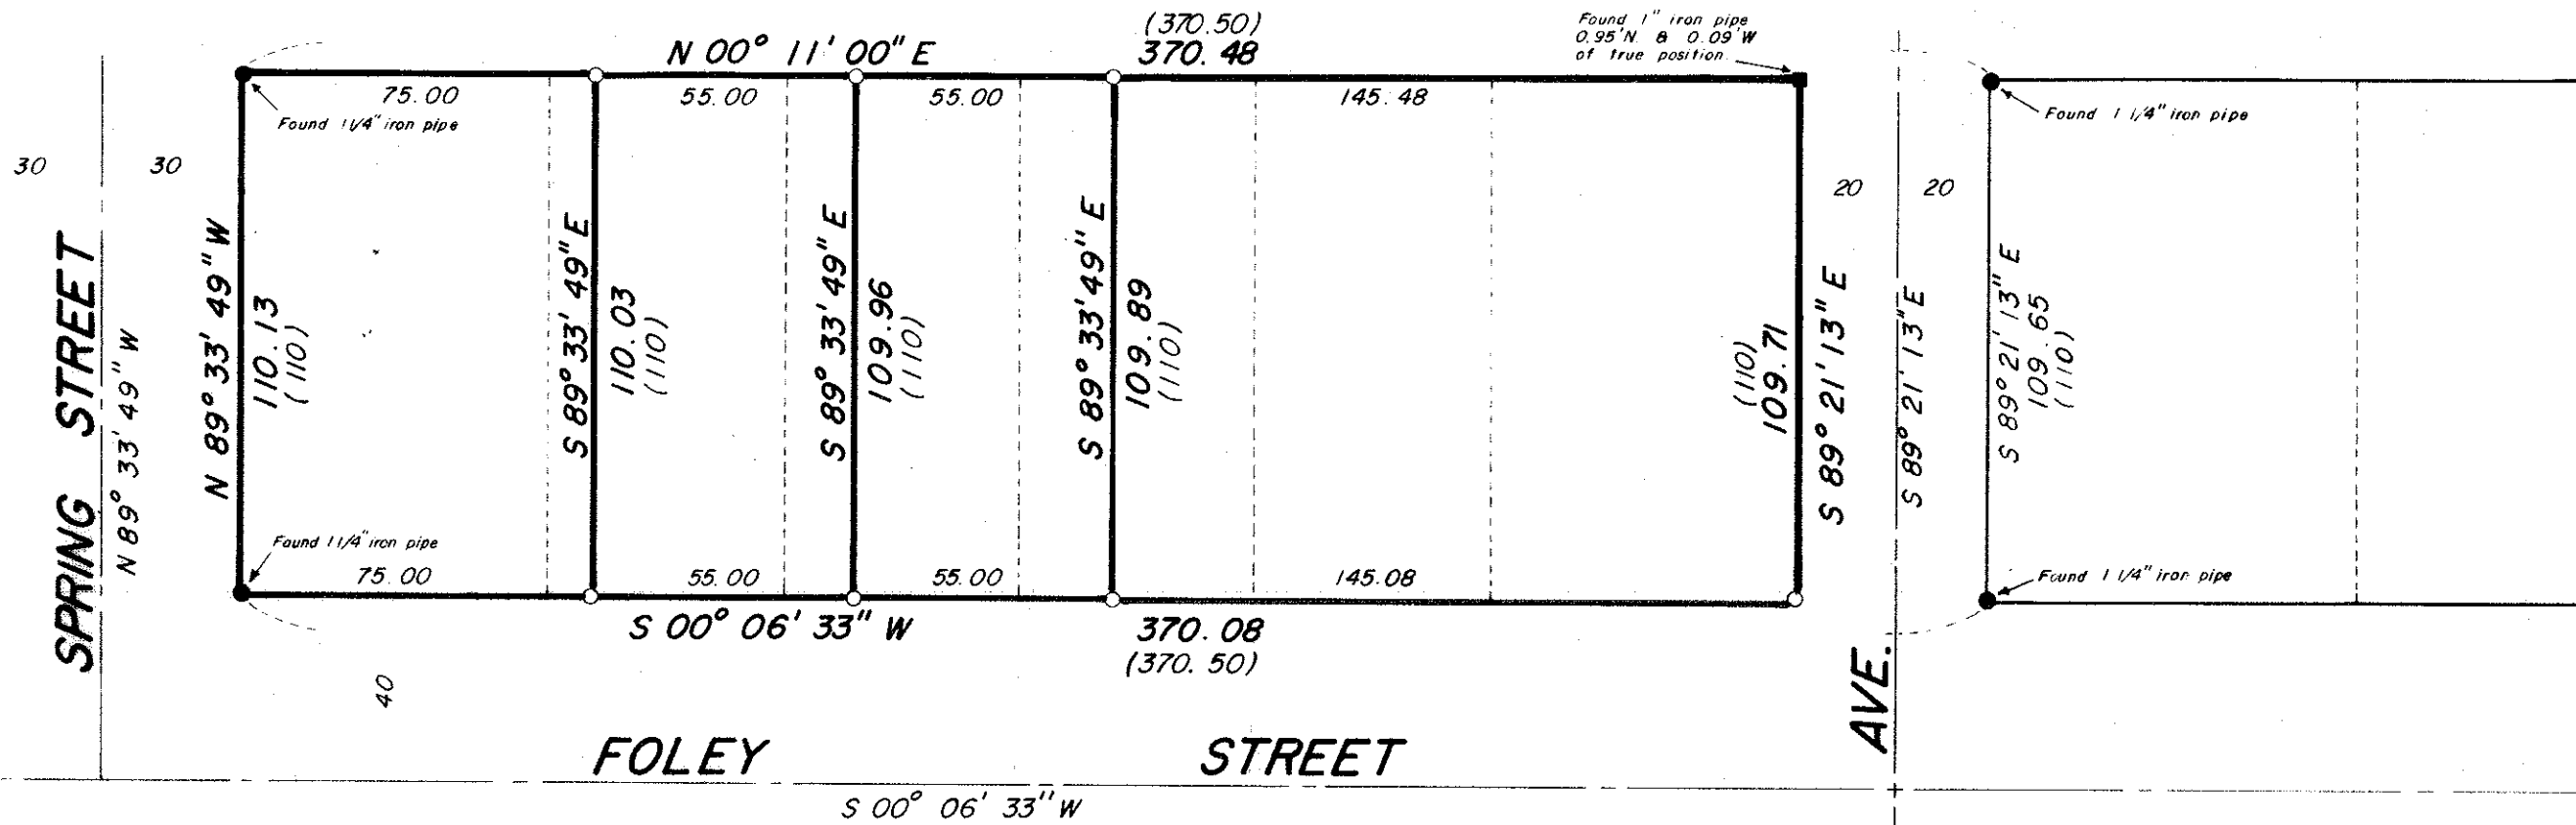 (370.50)
N 00° 11' 00" E
370.48
Found 1" iron pipe
0.95'N. & 0.09'W
of true position.
75.00
55.00
55.00
145.48
Found 1 1/4" iron pipe
Found 1 1/4" iron pipe
30
30
20
20
SPRING STREET
N 89° 33' 49" W
N 89° 33' 49" W
110.13
(110)
S 89° 33' 49" E
110.03
(110)
S 89° 33' 49" E
109.96
(110)
S 89° 33' 49" E
109.89
(110)
(110)
109.71
S 89° 21' 13" E
S 89° 21' 13" E
S 89° 21' 13" E
109.65
(110)
Found 1 1/4" iron pipe
Found 1 1/4" iron pipe
75.00
55.00
55.00
145.08
S 00° 06' 33" W
370.08
(370.50)
40
AVE.
FOLEY STREET
S 00° 06' 33" W